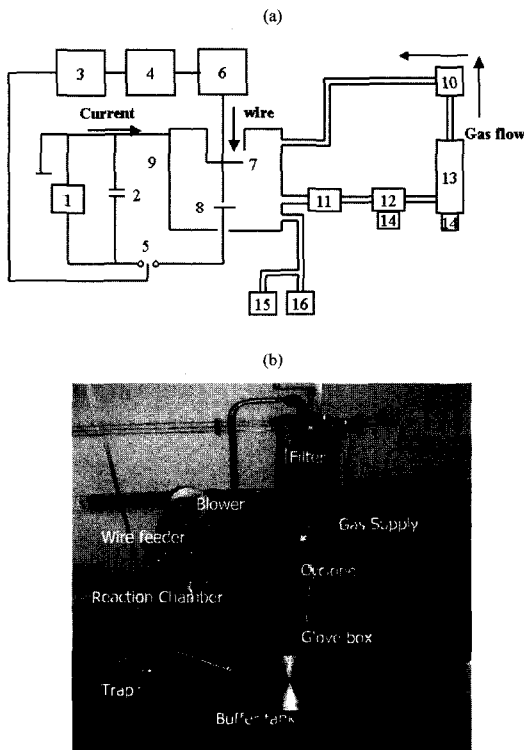 (a)
3 4 6 10
Current wire Gas flow
9 7
13
1 2 8 11 12
14 14
5
15 16
(b)
Filter
Blower
Gas Supply
Wire feeder
Cyclone
Reaction Chamber
Glove box
Trap
Buffer tank